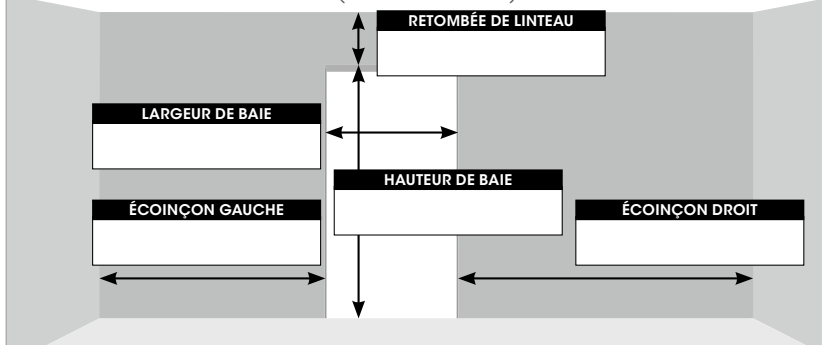 RETOMBÉE DE LINTEAU
LARGEUR DE BAIE
HAUTEUR DE BAIE
ÉCOINÇON GAUCHE
ÉCOINÇON DROIT